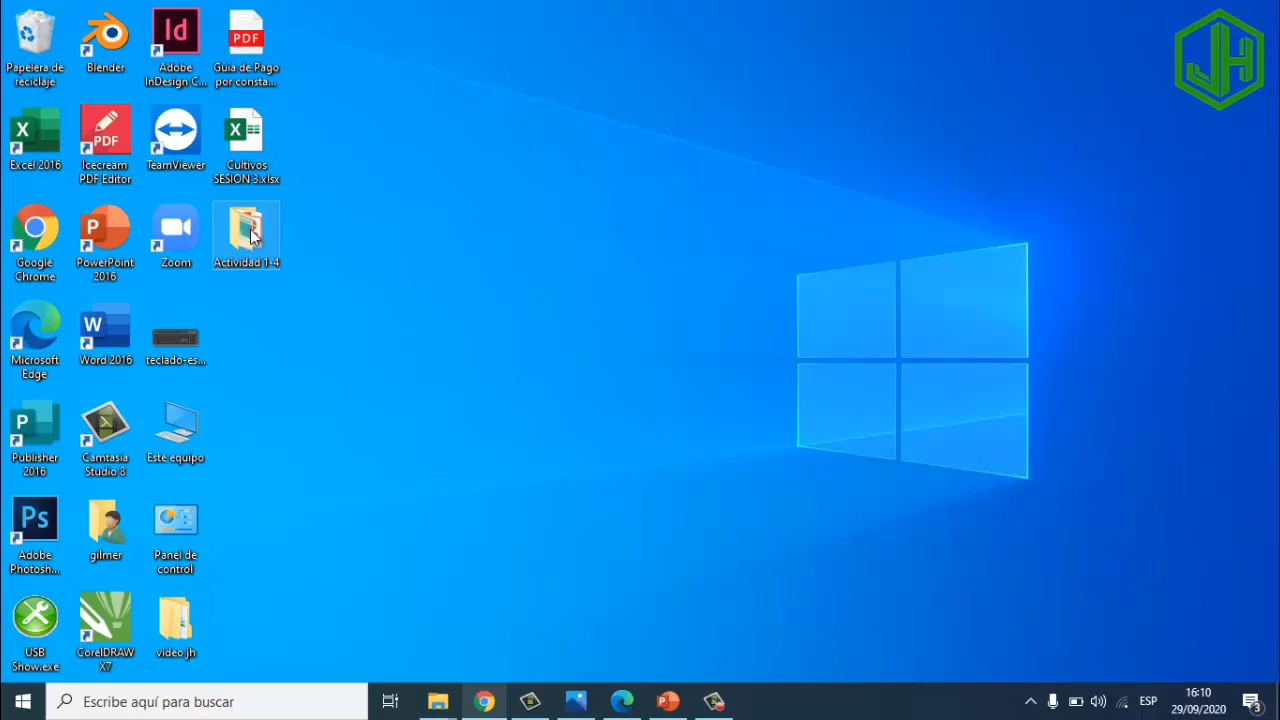 Papelera de
reciclaje
Blender
Id
Adobe
InDesign C...
PDF
Guia de Pago
por consta...
Excel 2016
PDF
Icecream
PDF Editor
TeamViewer
Cultivos
SESION 3.xlsx
Google
Chrome
PowerPoint
2016
Zoom
Actividad 1-4
Microsoft
Edge
Word 2016
teclado-es...
Publisher
2016
Camtasia
Studio 8
Este equipo
Ps
Adobe
Photosh...
gilmer
Panel de
control
USB
Show.exe
CorelDRAW
X7
video jh
JH
Escribe aquí para buscar
ESP
16:10
29/09/2020
3